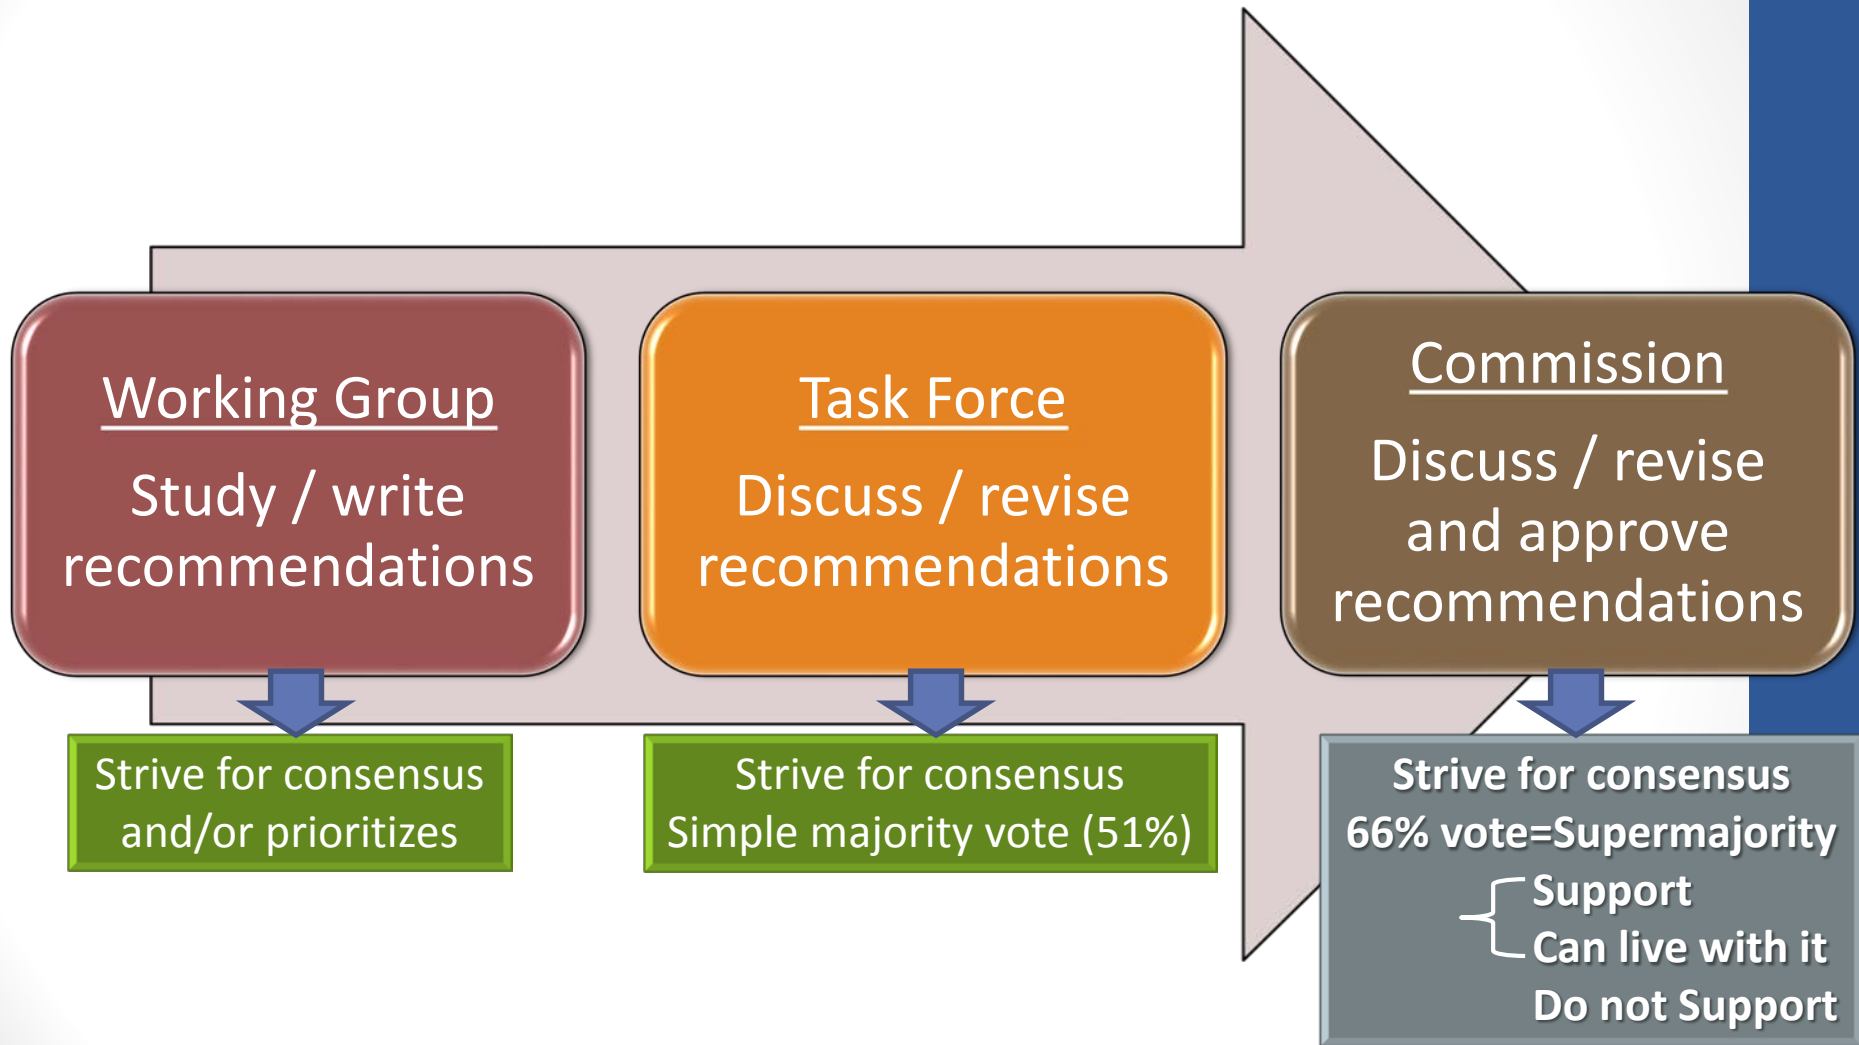 Working Group
Study / write
recommendations
Task Force
Discuss / revise
recommendations
Commission
Discuss / revise
and approve
recommendations
Strive for consensus
and/or prioritizes
Strive for consensus
Simple majority vote (51%)
Strive for consensus
66% vote=Supermajority
Support
Can live with it
Do not Support